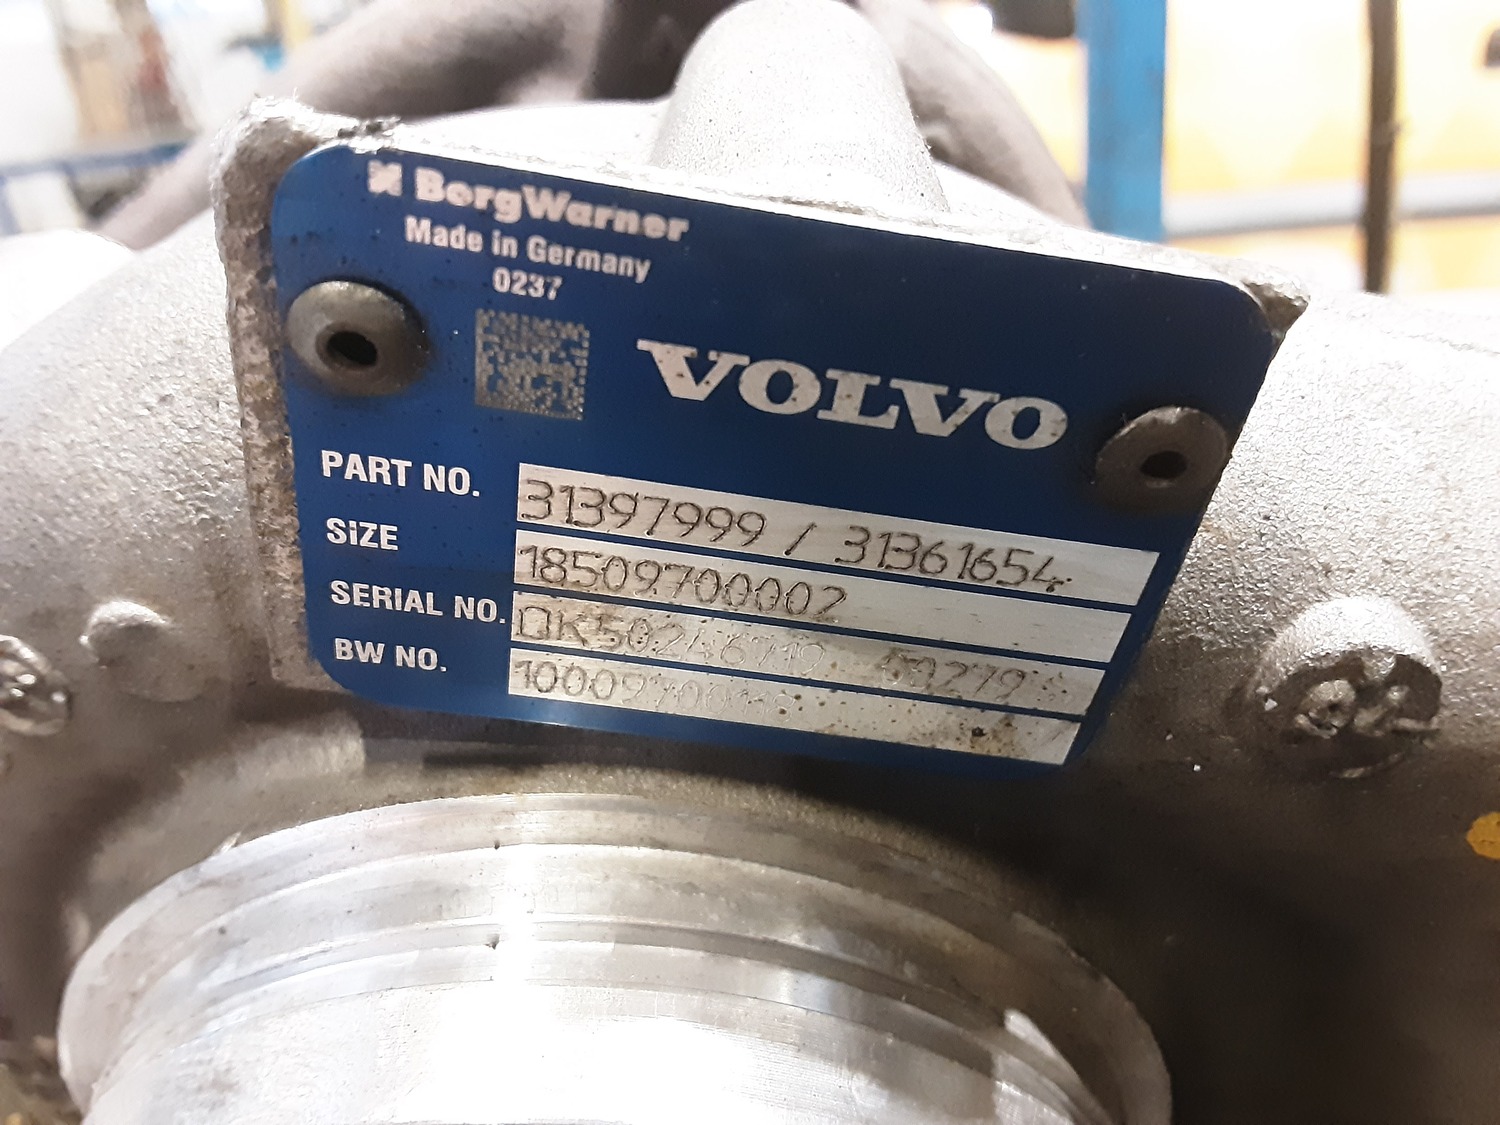 BorgWarner
Made in Germany
0237
VOLVO
PART NO. 31397999 / 31361654
SIZE 18509700002
SERIAL NO.
BW NO.